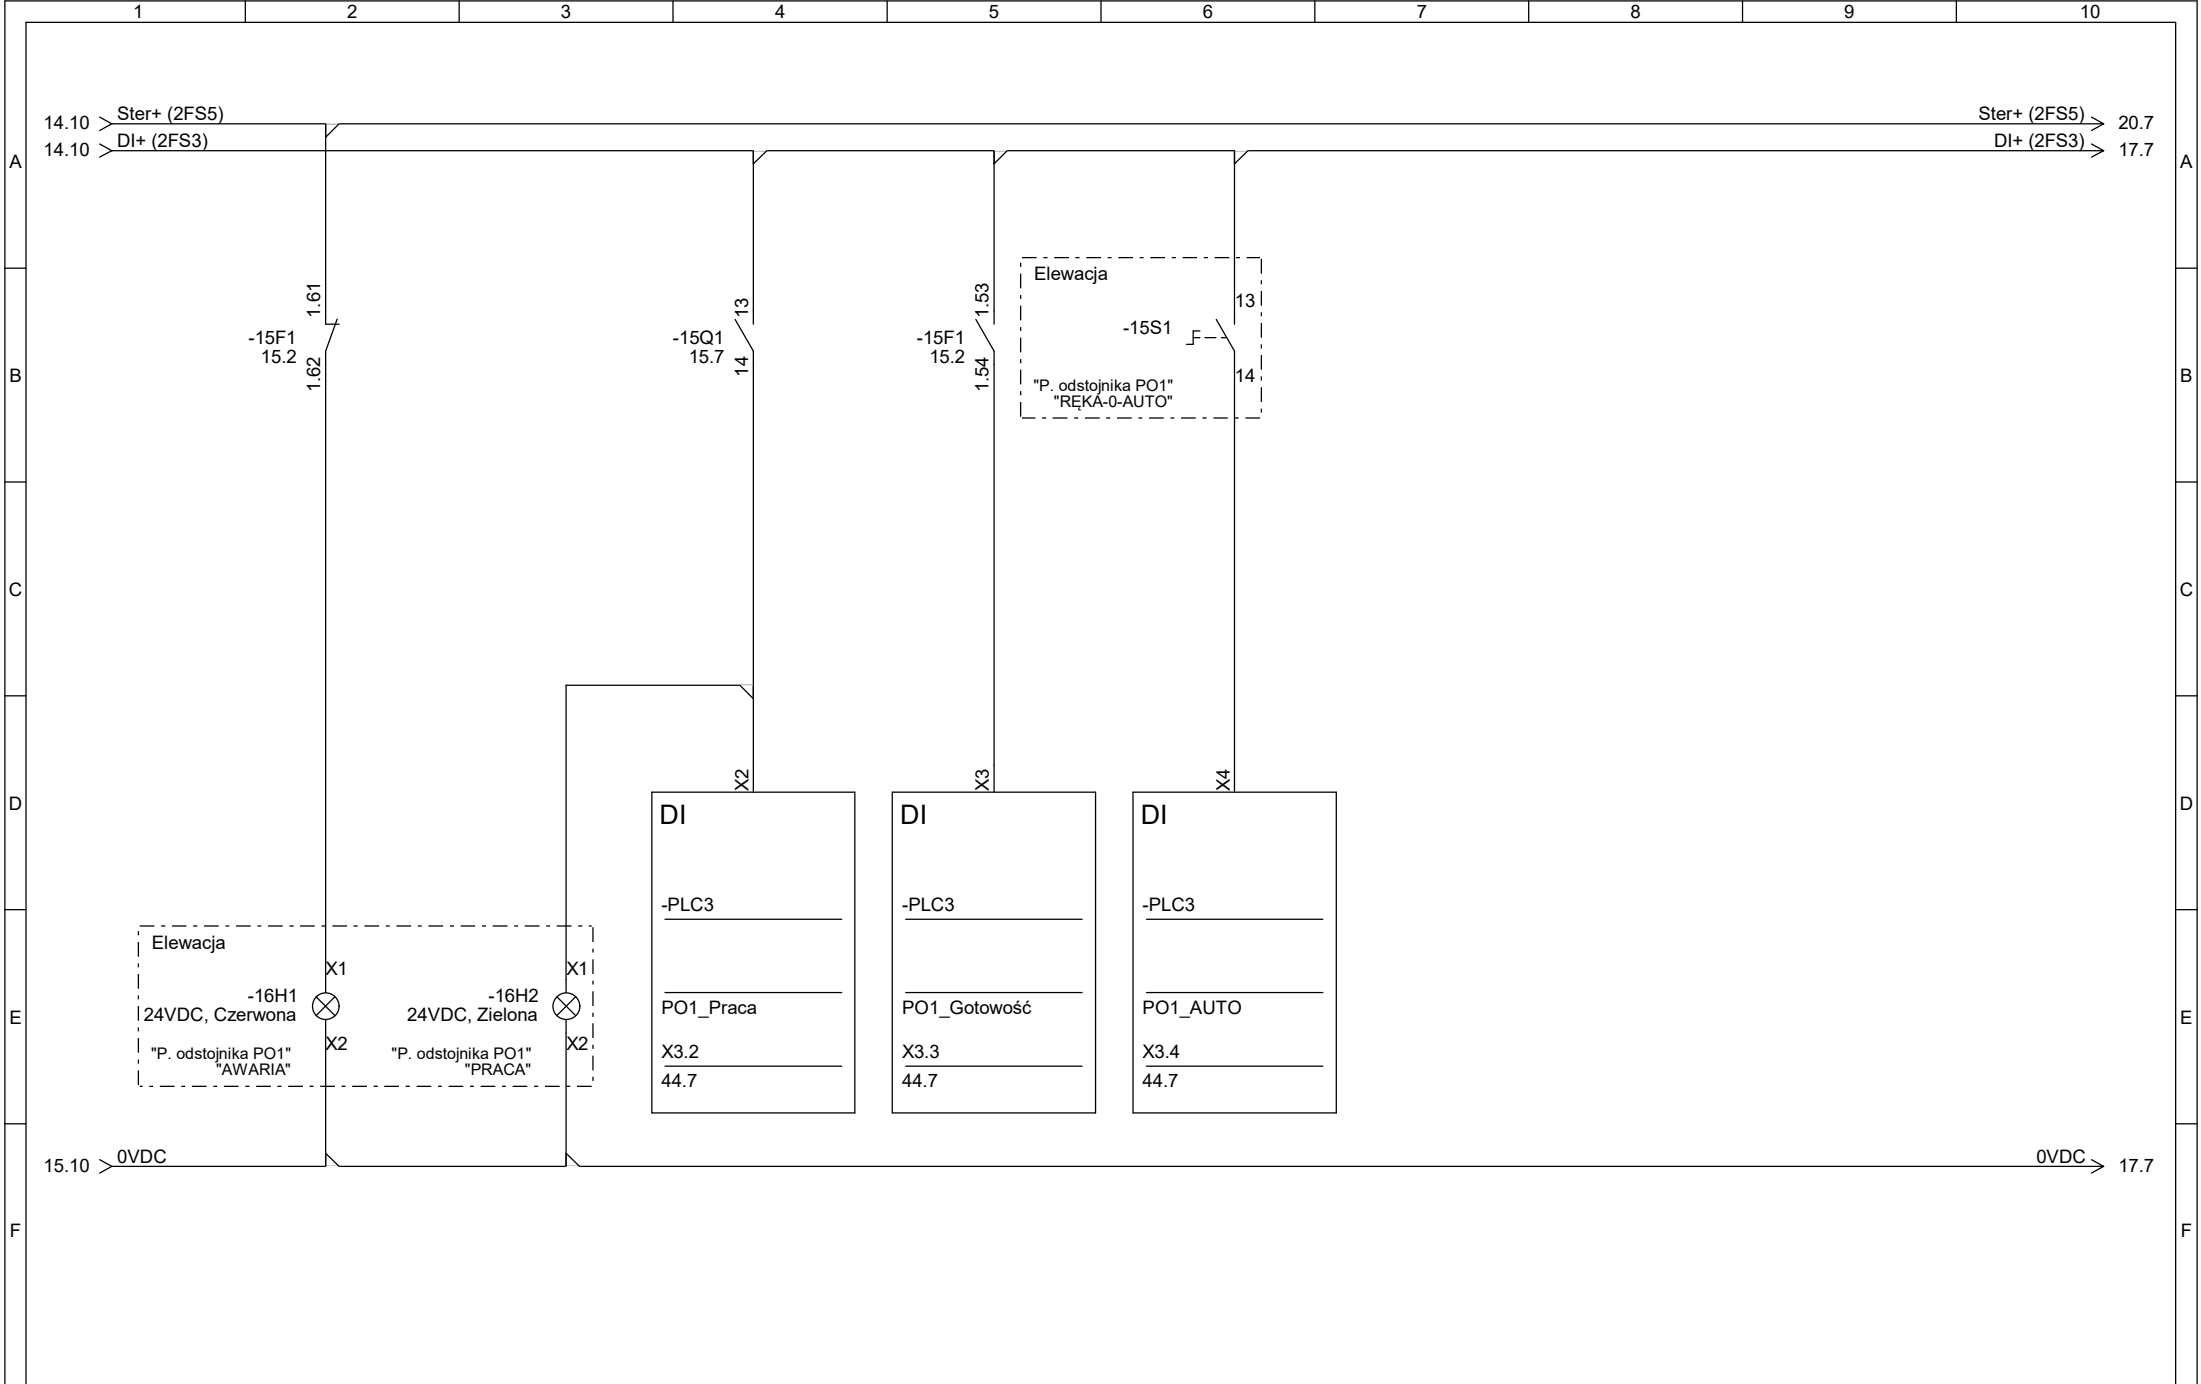 1 2 3 4 5 6 7 8 9 10
14.10 Ster+ (2FS5) Ster+ (2FS5) 20.7
14.10 DI+ (2FS3) DI+ (2FS3) 17.7
A A
Elewacja
1.61 13 1.53 13
-15F1 -15Q1 -15F1 -15S1
15.2 15.7 15.2
1.62 14 1.54 14
B B
"P. odstojnika PO1"
"RĘKA-0-AUTO"
C C
X2 X3 X4
D D
DI DI DI
-PLC3 -PLC3 -PLC3
Elewacja
X1 X1
-16H1 -16H2
24VDC, Czerwona 24VDC, Zielona
PO1_Praca PO1_Gotowość PO1_AUTO
E E
X2 X2
"P. odstojnika PO1" "P. odstojnika PO1"
"AWARIA" "PRACA"
X3.2 X3.3 X3.4
44.7 44.7 44.7
15.10 0VDC 0VDC 17.7
F F